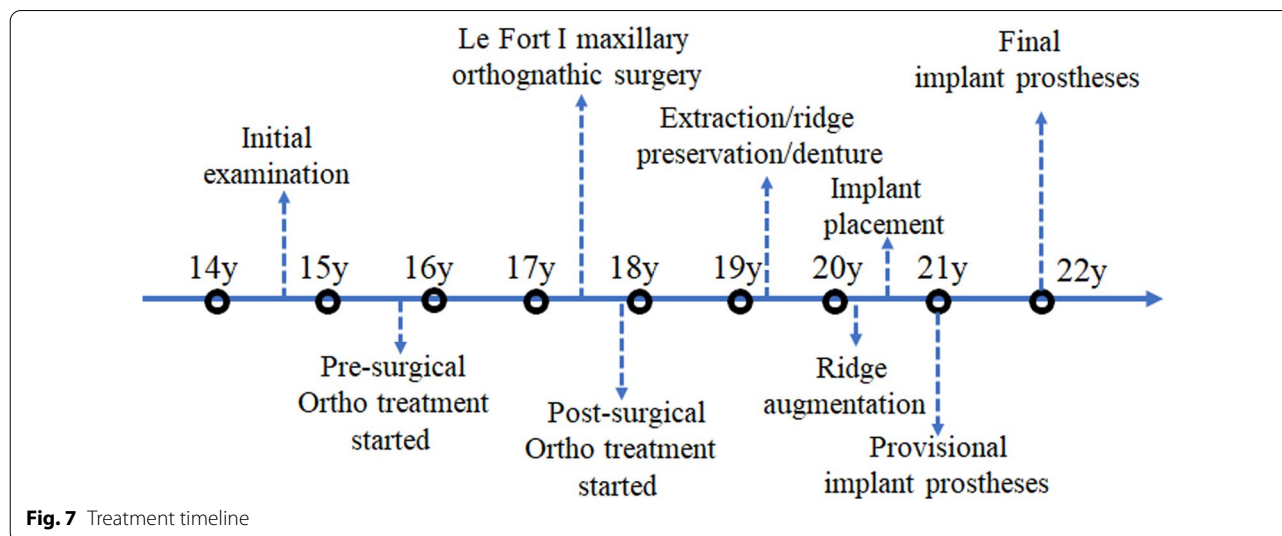 Le Fort I maxillary
orthognathic surgery
Final
implant prostheses
Extraction/ridge
preservation/denture
Initial
examination
Implant
placement
14y 15y 16y 17y 18y 19y 20y 21y 22y
Pre-surgical
Ortho treatment
started
Post-surgical
Ortho treatment
started
Ridge
augmentation
Provisional
implant prostheses
Fig. 7 Treatment timeline